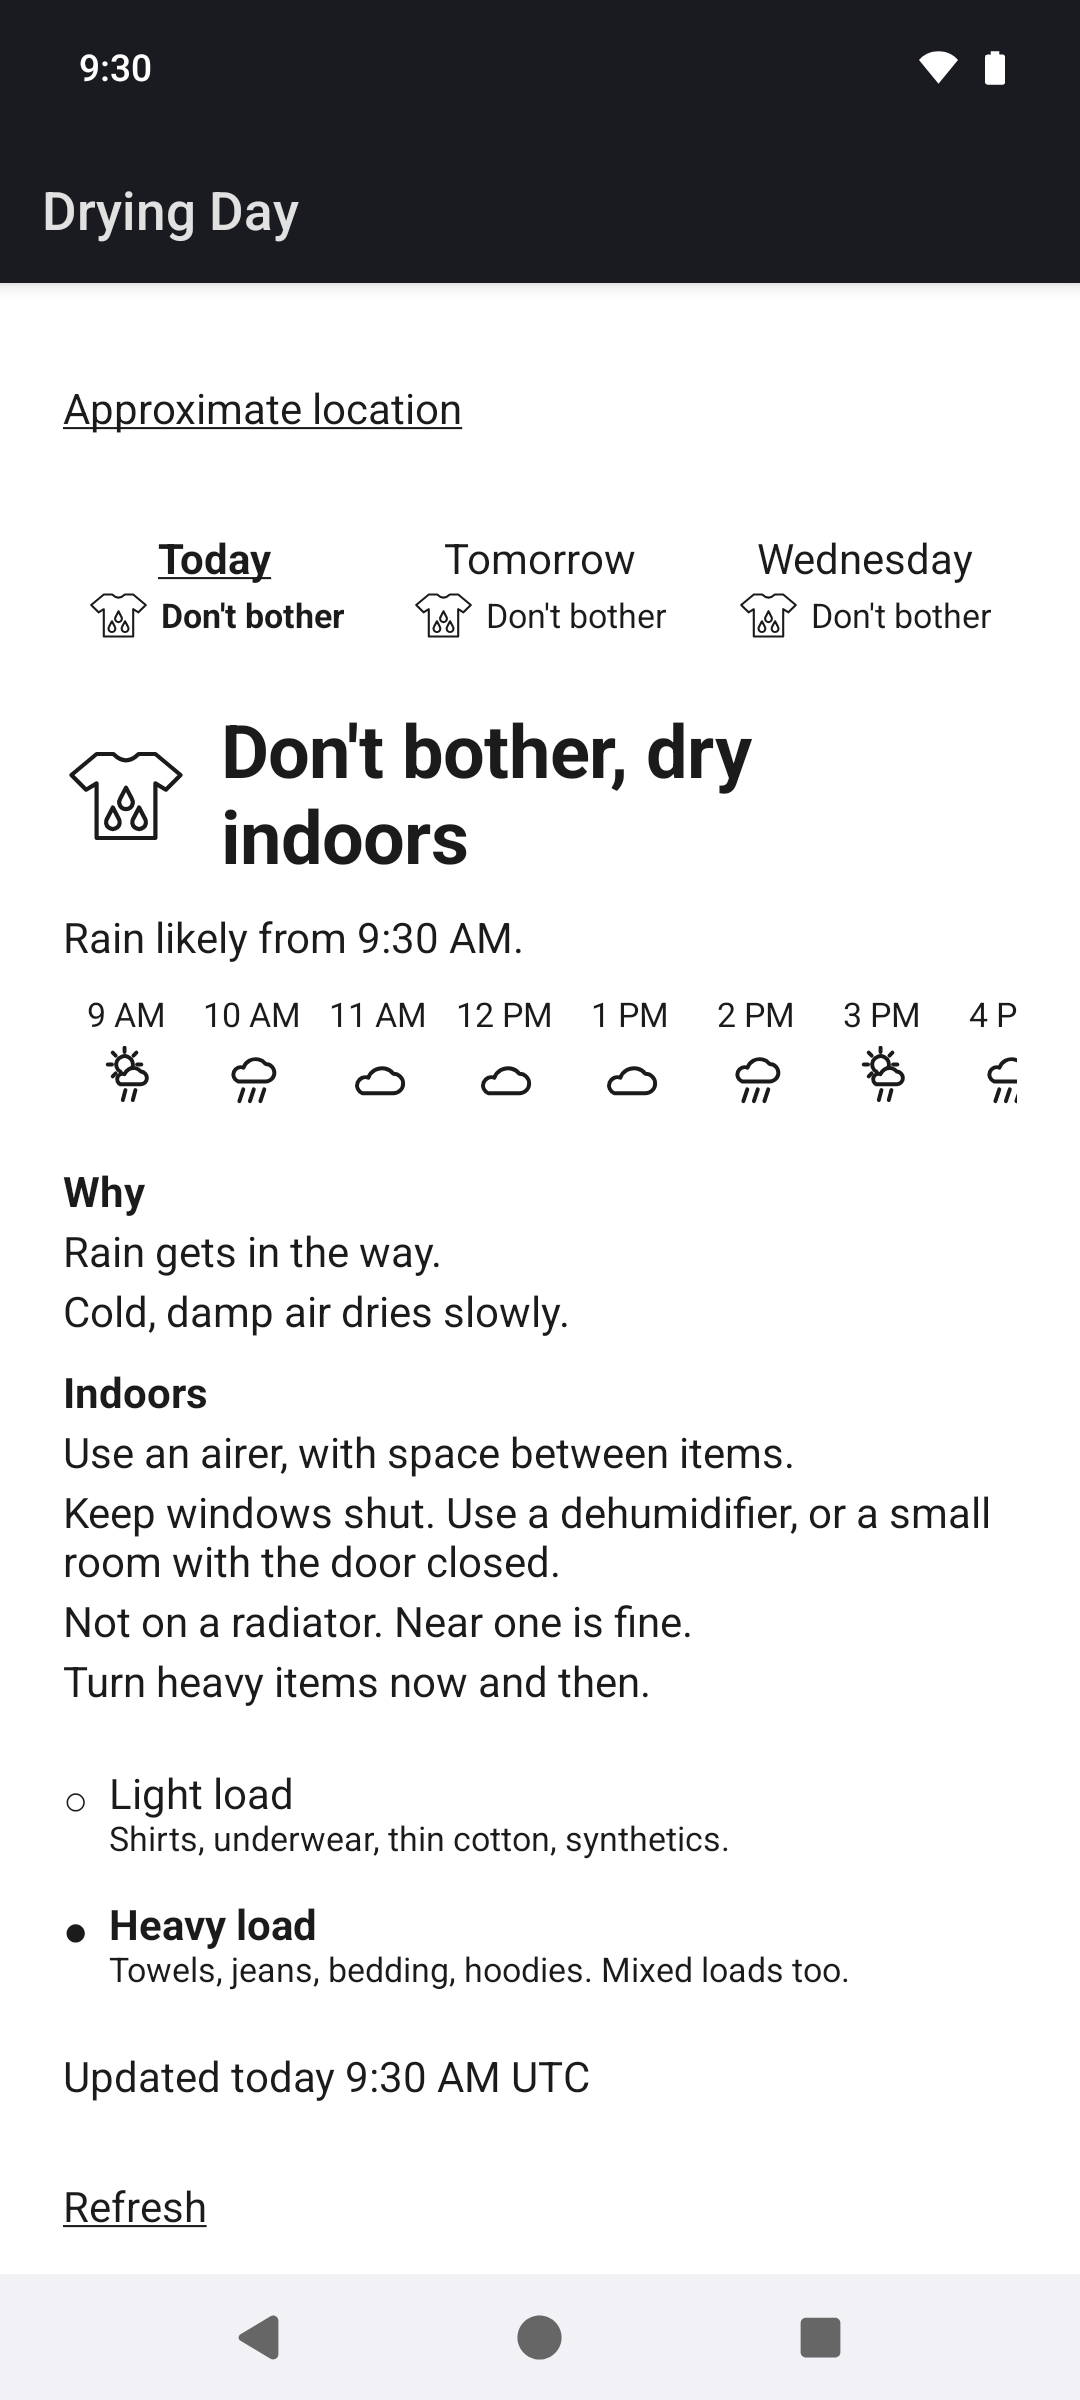 9:30
Drying Day
Approximate location
Today Tomorrow Wednesday
Don't bother Don't bother Don't bother
Don't bother, dry
indoors
Rain likely from 9:30 AM.
9 AM 10 AM 11 AM 12 PM 1 PM 2 PM 3 PM 4 P
Why
Rain gets in the way.
Cold, damp air dries slowly.
Indoors
Use an airer, with space between items.
Keep windows shut. Use a dehumidifier, or a small
room with the door closed.
Not on a radiator. Near one is fine.
Turn heavy items now and then.
Light load
Shirts, underwear, thin cotton, synthetics.
Heavy load
Towels, jeans, bedding, hoodies. Mixed loads too.
Updated today 9:30 AM UTC
Refresh